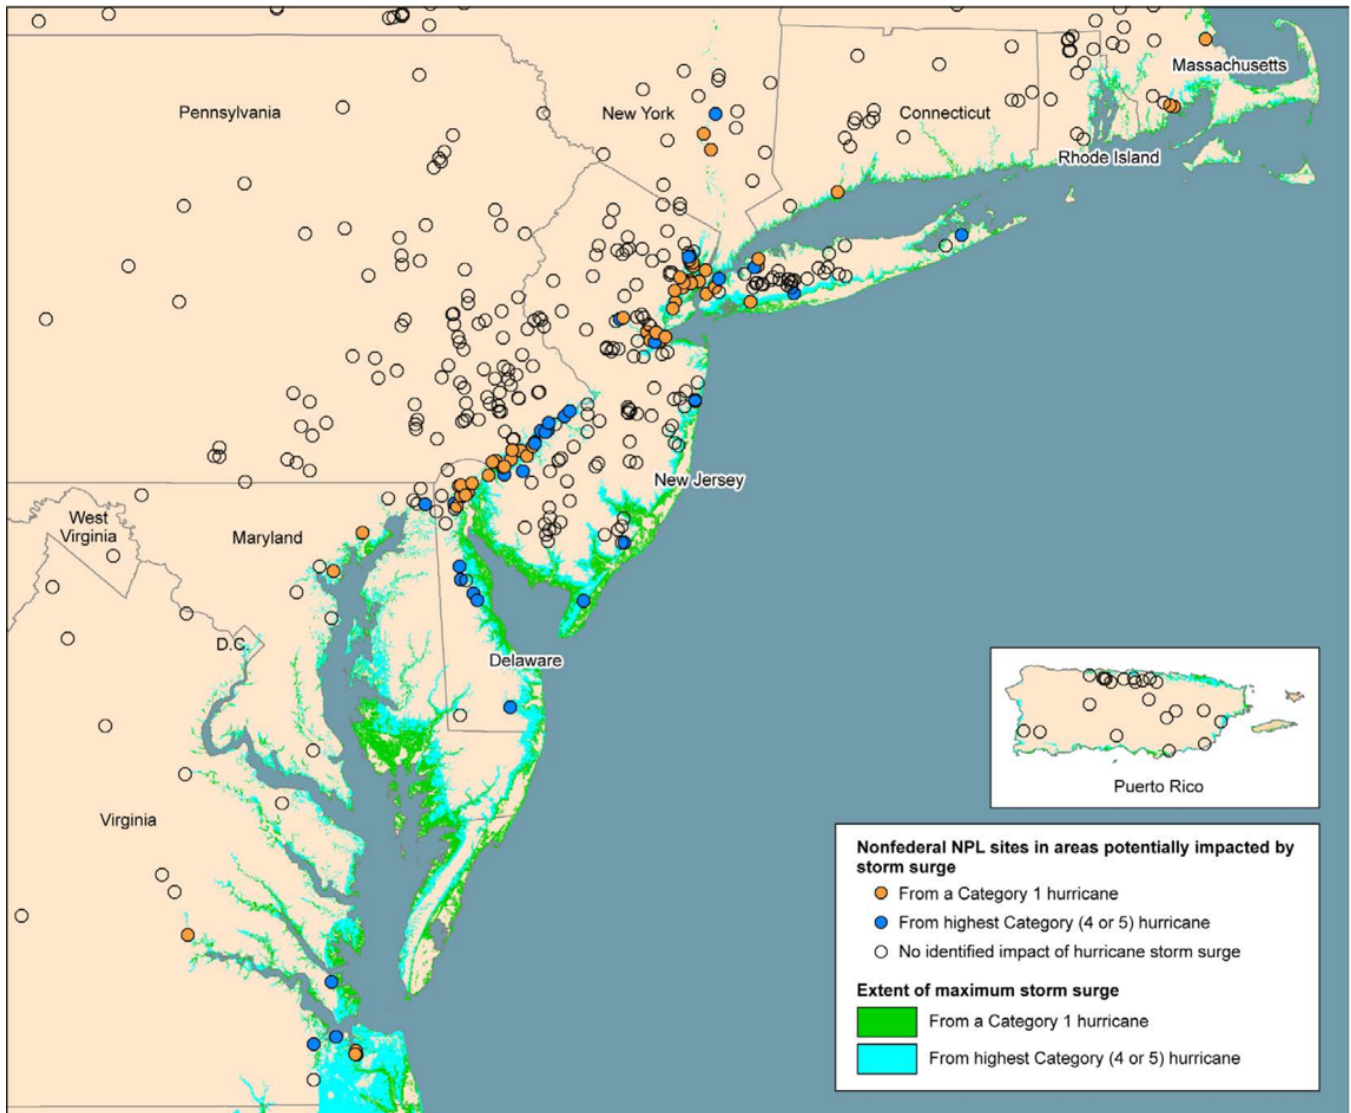 Massachusetts
Pennsylvania
New York
Connecticut
Rhode Island
New Jersey
West
Virginia
Maryland
D.C.
Delaware
Virginia
Puerto Rico
Nonfederal NPL sites in areas potentially impacted by
storm surge
From a Category 1 hurricane
From highest Category (4 or 5) hurricane
No identified impact of hurricane storm surge
Extent of maximum storm surge
From a Category 1 hurricane
From highest Category (4 or 5) hurricane